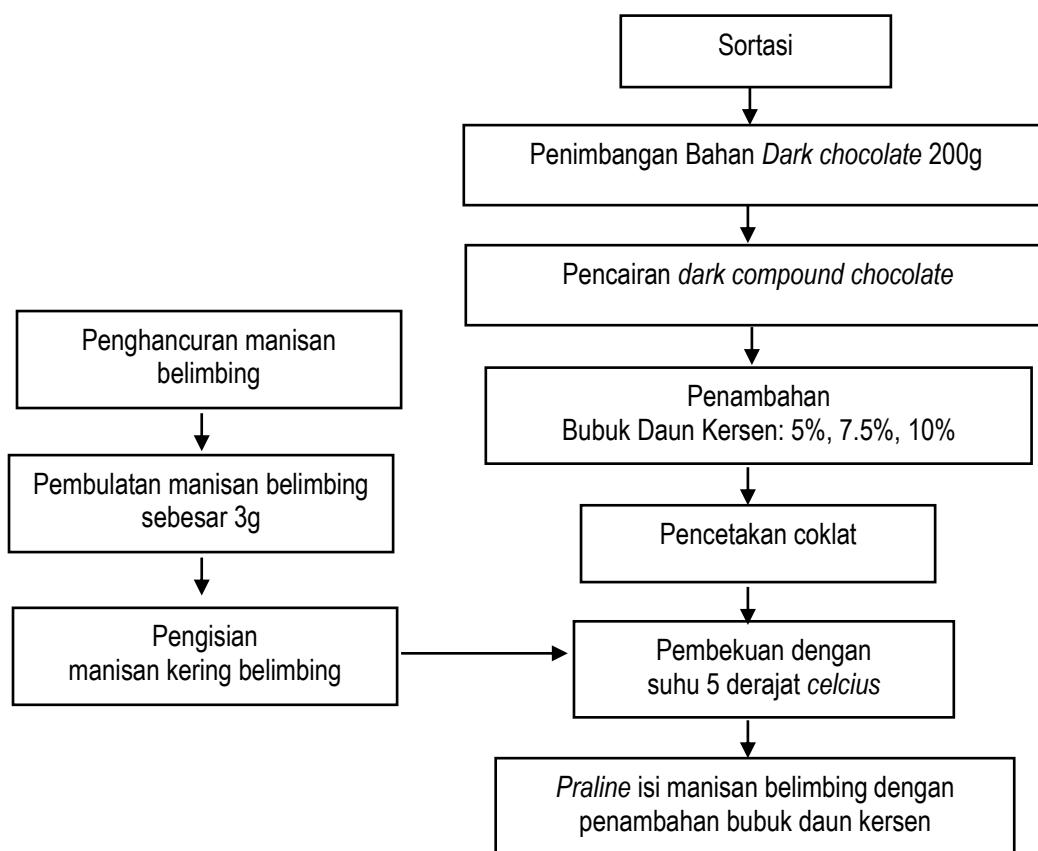 Sortasi
Penimbangan Bahan Dark chocolate 200g
Pencairan dark compound chocolate
Penghancuran manisan
belimbing
Penambahan
Bubuk Daun Kersen: 5%, 7.5%, 10%
Pembulatan manisan belimbing
sebesar 3g
Pencetakan coklat
Pengisian
manisan kering belimbing
Pembekuan dengan
suhu 5 derajat celcius
Praline isi manisan belimbing dengan
penambahan bubuk daun kersen